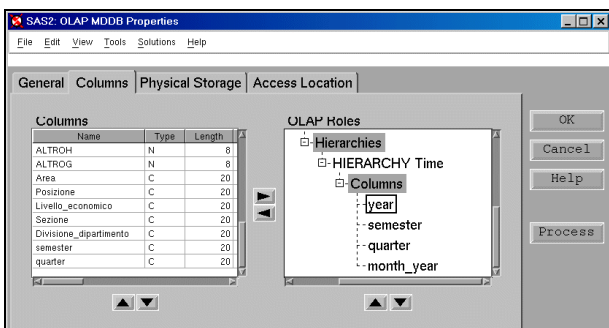 SAS2: OLAP MDDB Properties
File Edit View Tools Solutions Help
General Columns Physical Storage Access Location
Columns
Name Type Length
ALTROH N 8
ALTROG N 8
Area C 20
Posizione C 20
Livello_economico C 20
Sezione C 20
Divisione_dipartimento C 20
semester C 20
quarter C 20
OLAP Roles
Hierarchies
HIERARCHY Time
Columns
year
semester
quarter
month_year
OK
Cancel
Help
Process